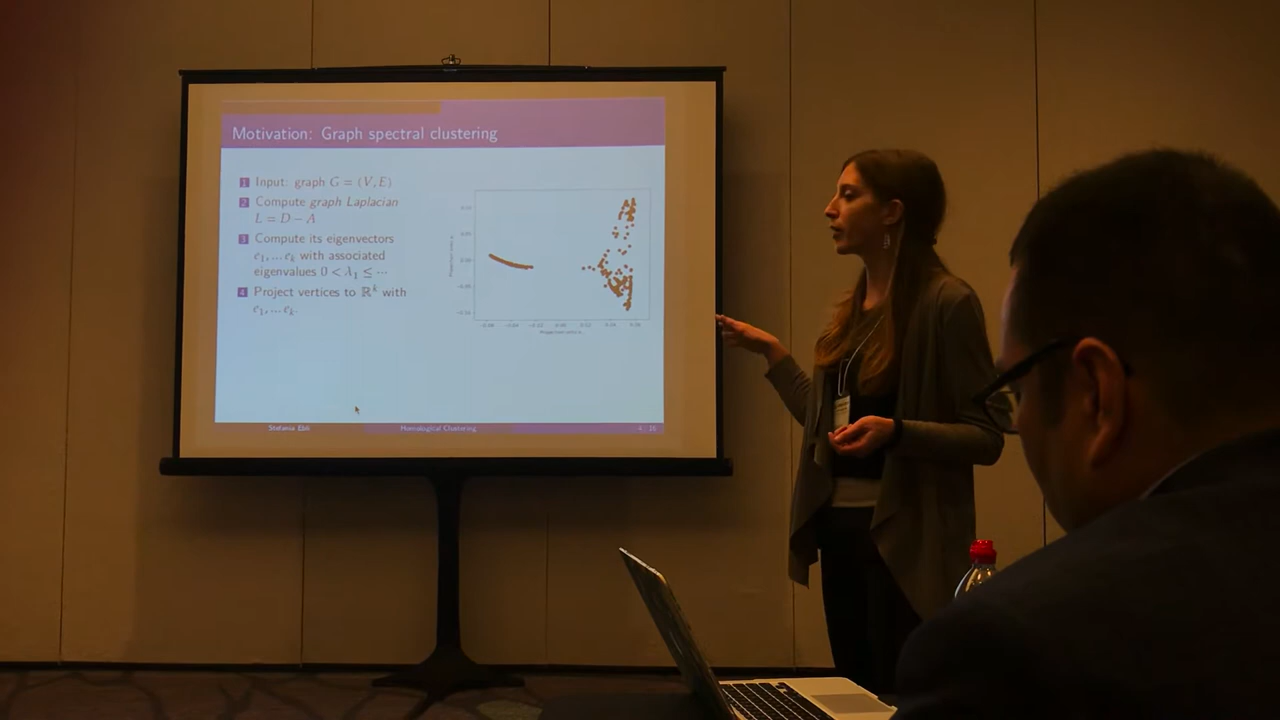 Motivation: Graph spectral clustering
1 Input: graph G = (V, E)
2 Compute graph Laplacian
L = D − A
3 Compute its eigenvectors
e₁, … eₖ with associated
eigenvalues 0 < λ₁ ≤ ⋯
4 Project vertices to ℝᵏ with
e₁, … eₖ.
Stefania Ebli
Homological Clustering